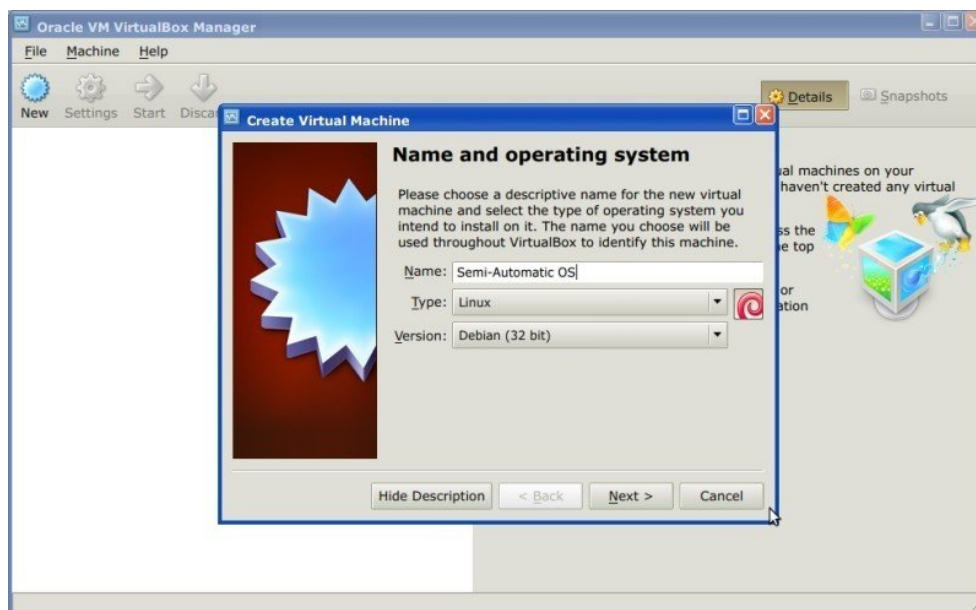 Oracle VM VirtualBox Manager
File Machine Help
New Settings Start Discar
Details Snapshots
Create Virtual Machine
Name and operating system
Please choose a descriptive name for the new virtual
machine and select the type of operating system you
intend to install on it. The name you choose will be
used throughout VirtualBox to identify this machine.
Name: Semi-Automatic OS
Type: Linux
Version: Debian (32 bit)
Hide Description < Back Next > Cancel
ual machines on your
haven't created any virtual
ss the
e top
or
ation